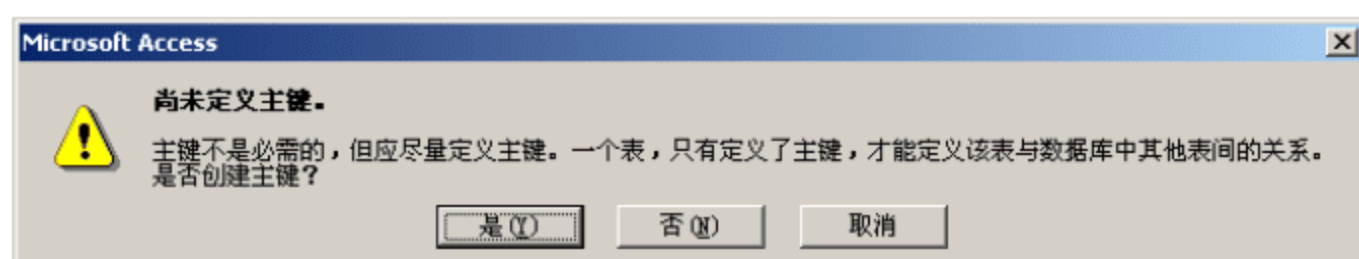 Microsoft Access
尚未定义主键。
主键不是必需的，但应尽量定义主键。一个表，只有定义了主键，才能定义该表与数据库中其他表间的关系。
是否创建主键？
是(Y) 否(N) 取消